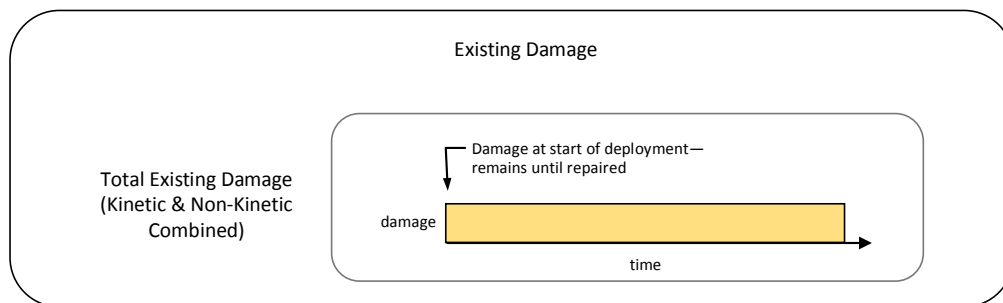 Existing Damage
Damage at start of deployment—
remains until repaired
Total Existing Damage
(Kinetic & Non-Kinetic
Combined)
damage
time